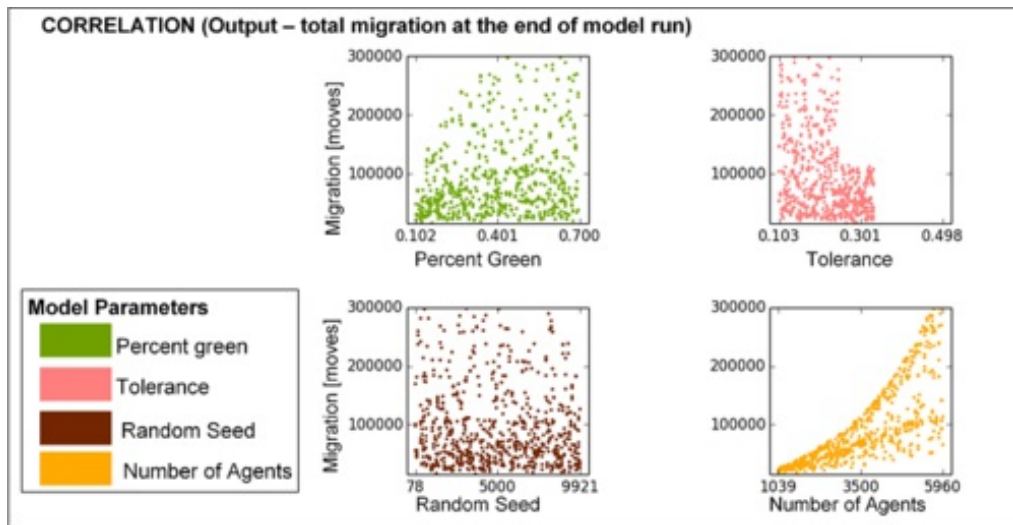 CORRELATION (Output – total migration at the end of model run)
300000
200000
100000
Migration [moves]
0.102 0.401 0.700
Percent Green
300000
200000
100000
0.103 0.301 0.498
Tolerance
Model Parameters
Percent green
Tolerance
Random Seed
Number of Agents
300000
200000
100000
Migration [moves]
78 5000 9921
Random Seed
300000
200000
100000
1039 3500 5960
Number of Agents